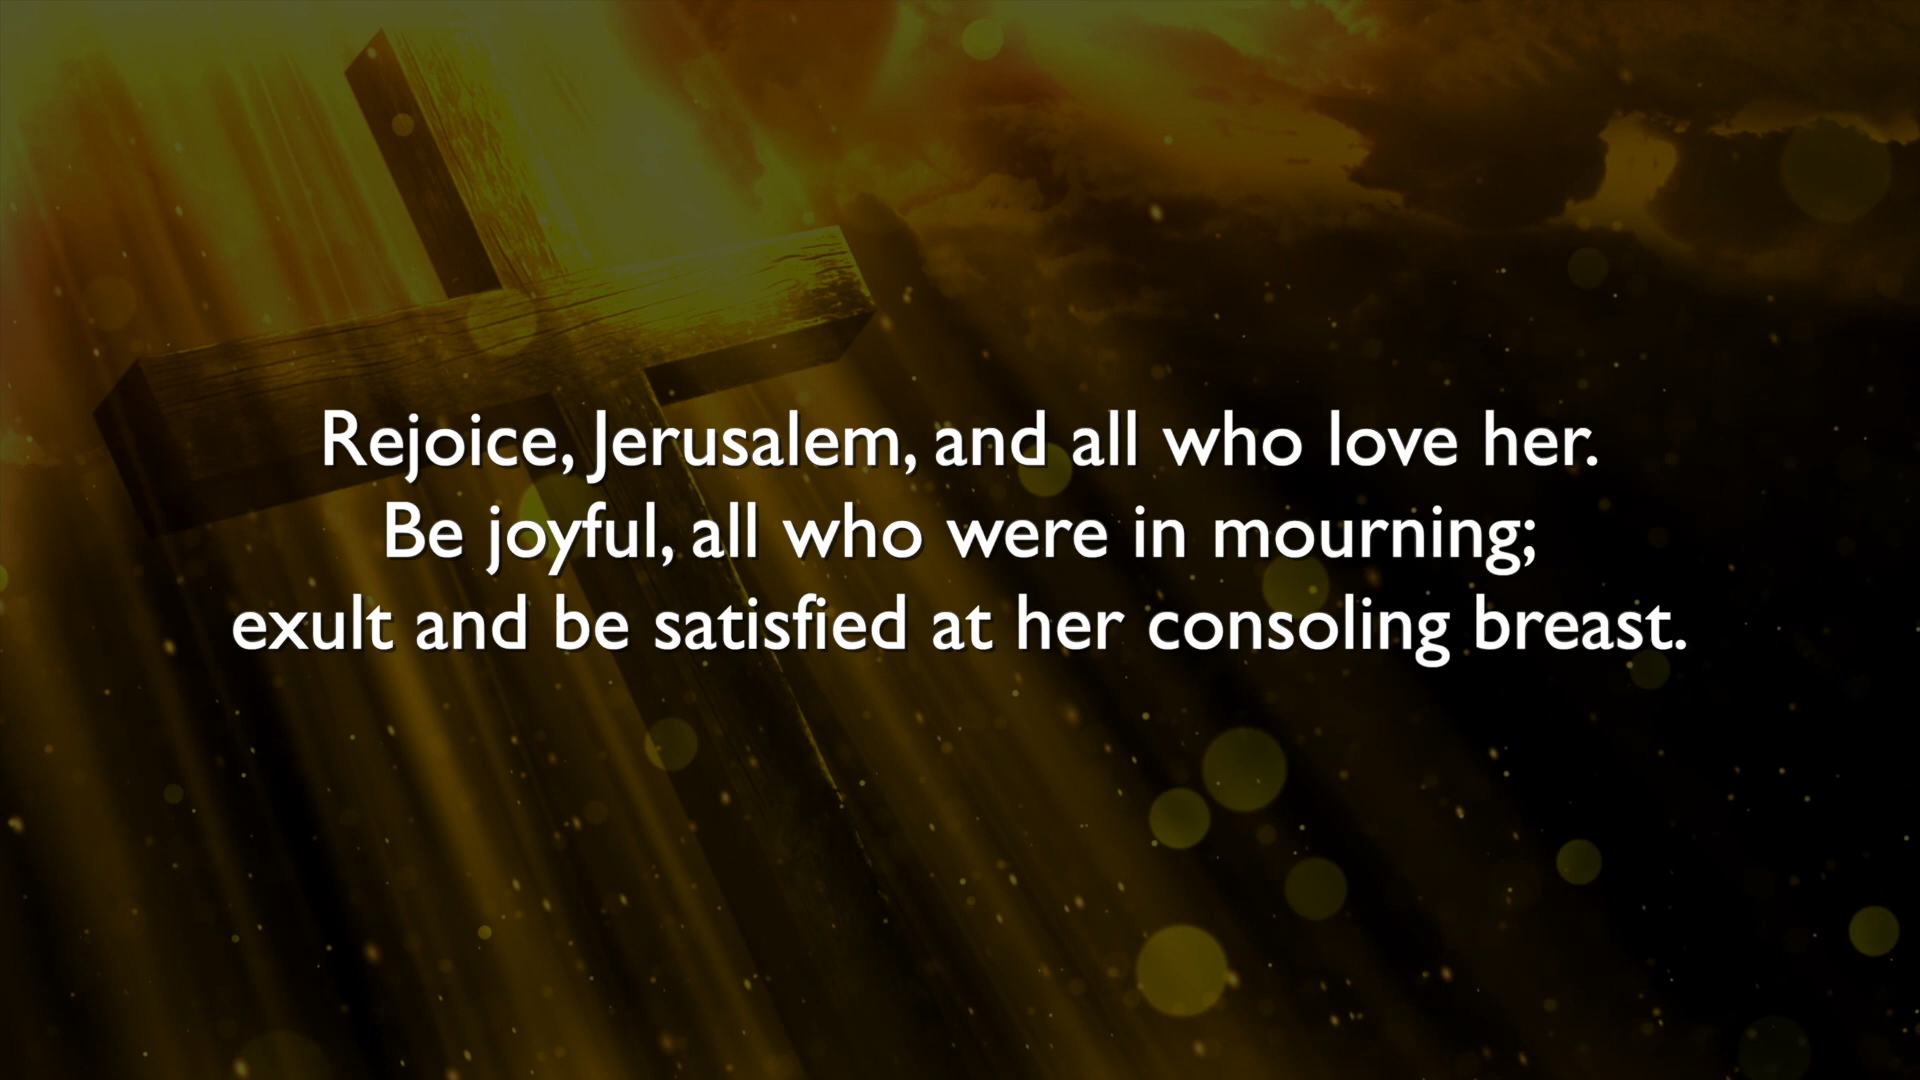 Rejoice, Jerusalem, and all who love her.
Be joyful, all who were in mourning;
exult and be satisfied at her consoling breast.